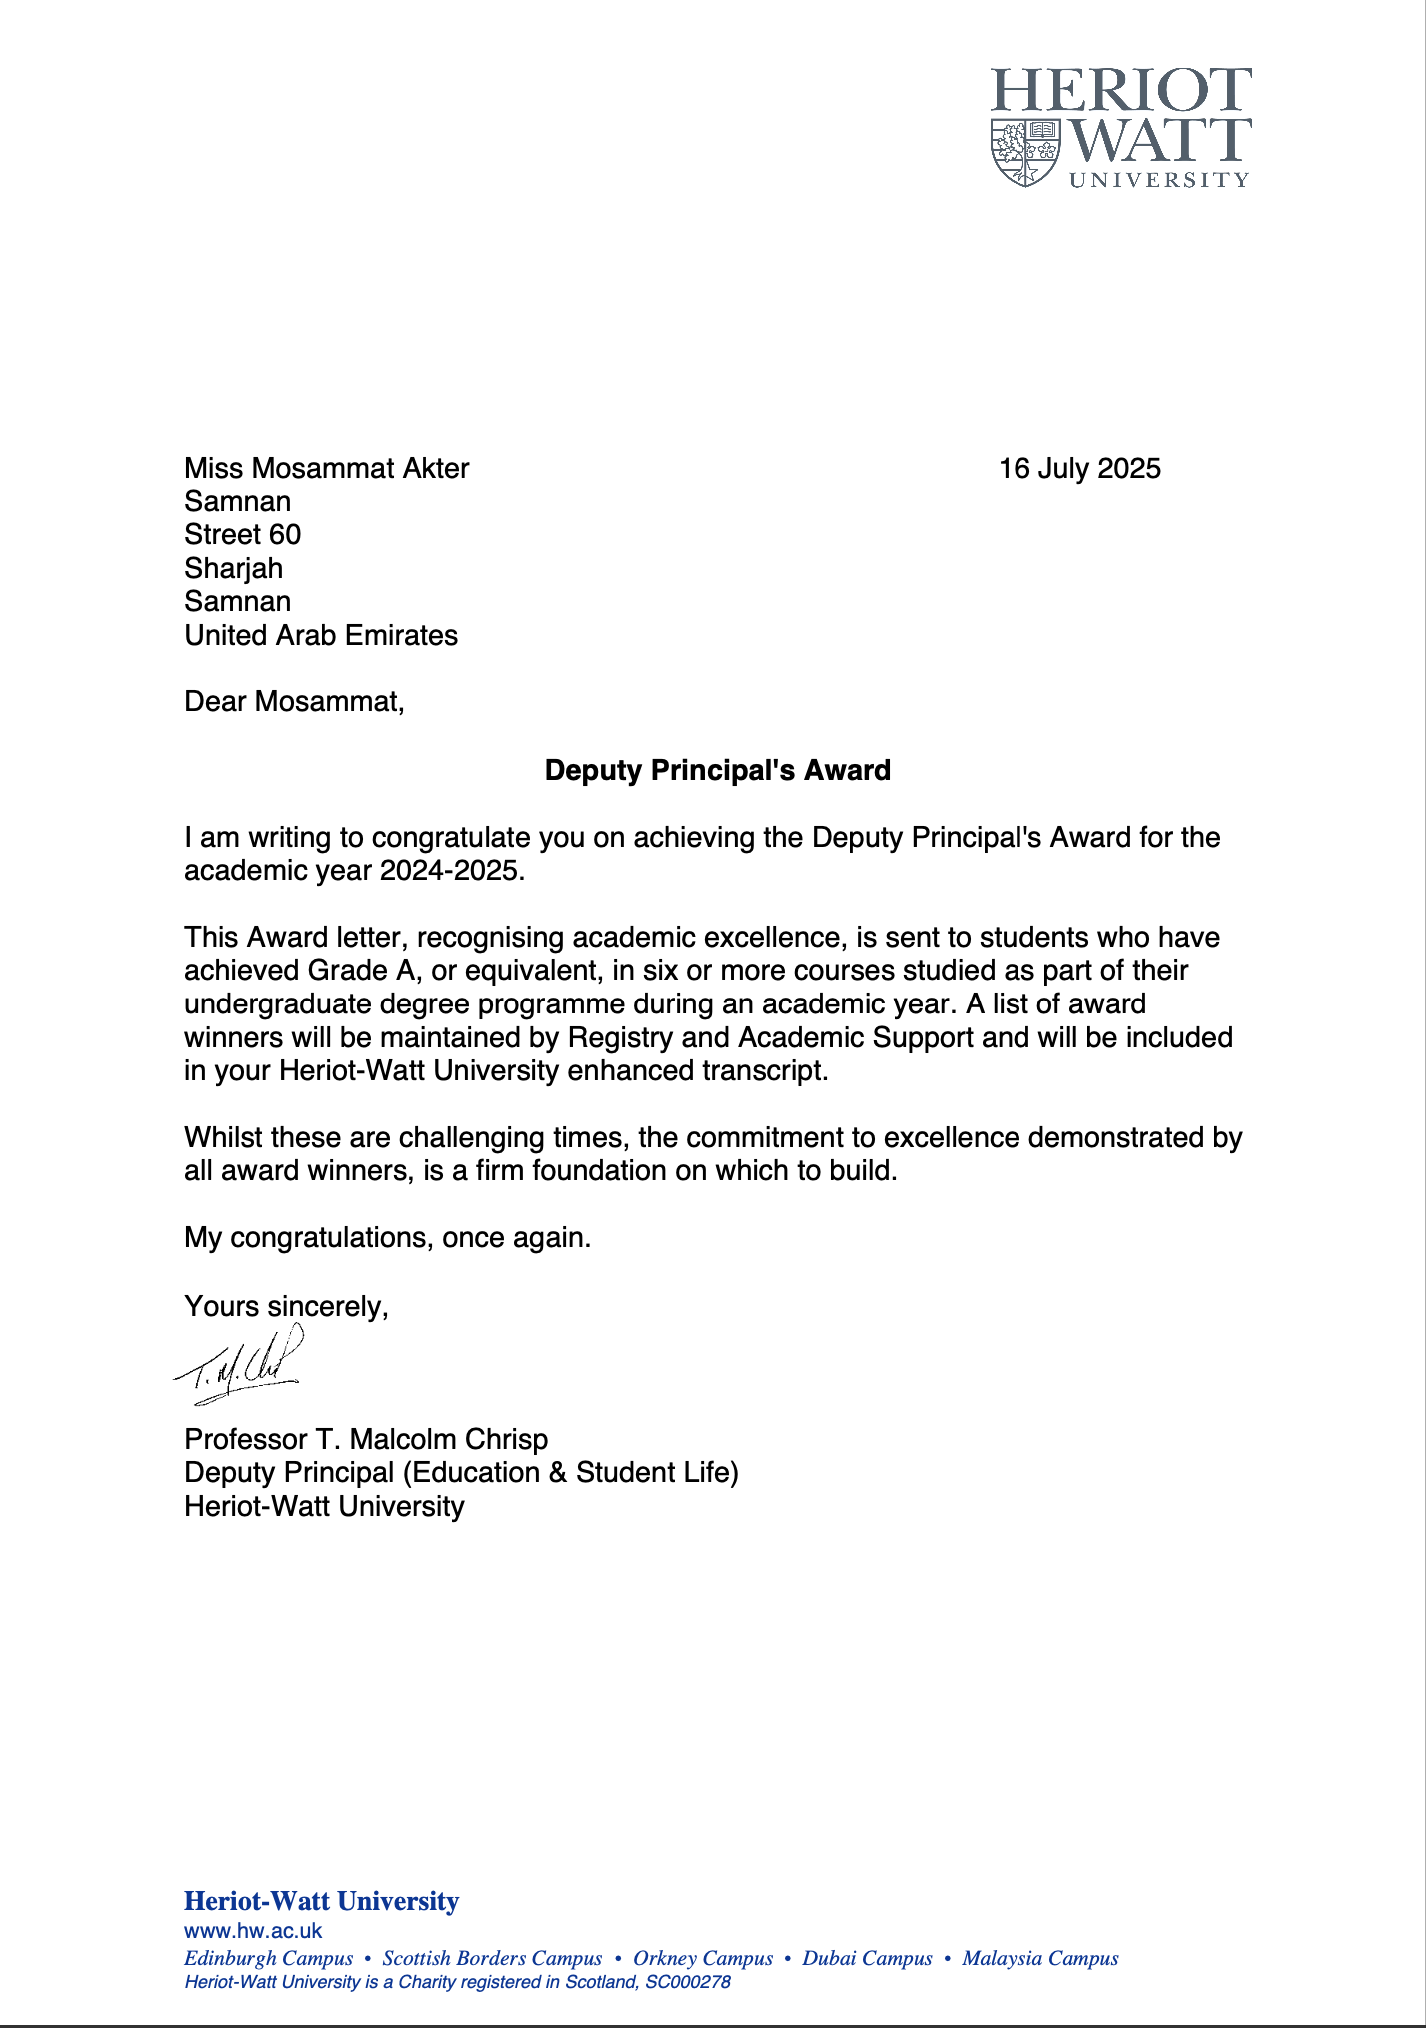 HERIOT
WATT
UNIVERSITY
Miss Mosammat Akter
16 July 2025
Samnan
Street 60
Sharjah
Samnan
United Arab Emirates
Dear Mosammat,
Deputy Principal's Award
I am writing to congratulate you on achieving the Deputy Principal's Award for the
academic year 2024-2025.
This Award letter, recognising academic excellence, is sent to students who have
achieved Grade A, or equivalent, in six or more courses studied as part of their
undergraduate degree programme during an academic year. A list of award
winners will be maintained by Registry and Academic Support and will be included
in your Heriot-Watt University enhanced transcript.
Whilst these are challenging times, the commitment to excellence demonstrated by
all award winners, is a firm foundation on which to build.
My congratulations, once again.
Yours sincerely,
Professor T. Malcolm Chrisp
Deputy Principal (Education & Student Life)
Heriot-Watt University
Heriot-Watt University
www.hw.ac.uk
Edinburgh Campus • Scottish Borders Campus • Orkney Campus • Dubai Campus • Malaysia Campus
Heriot-Watt University is a Charity registered in Scotland, SC000278